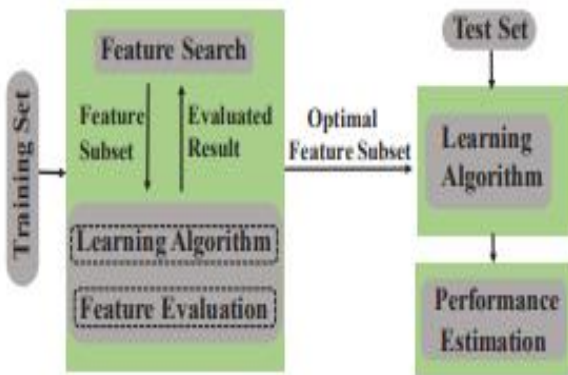 Training Set
Feature Search
Feature
Subset
Evaluated
Result
Learning Algorithm
Feature Evaluation
Optimal
Feature Subset
Test Set
Learning
Algorithm
Performance
Estimation